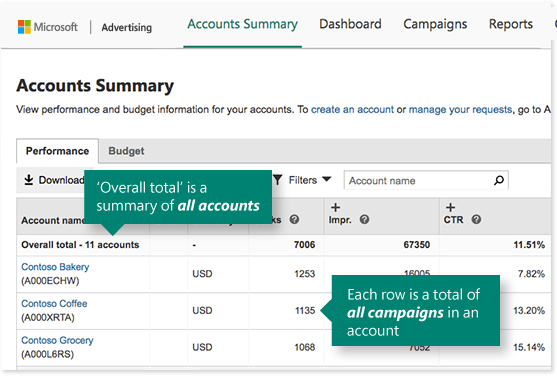 Microsoft | Advertising Accounts Summary Dashboard Campaigns Reports
Accounts Summary
View performance and budget information for your accounts. To create an account or manage your requests, go to A
Performance Budget
Download Filters Account name
'Overall total' is a
summary of all accounts
Account name Impr. CTR
Overall total - 11 accounts - 7006 67350 11.51%
Contoso Bakery
(A000ECHW) USD 1253 16005 7.82%
Contoso Coffee
(A000XRTA) USD 1135 13.20%
Each row is a total of
all campaigns in an
account
Contoso Grocery
(A000L6RS) USD 1068 7052 15.14%